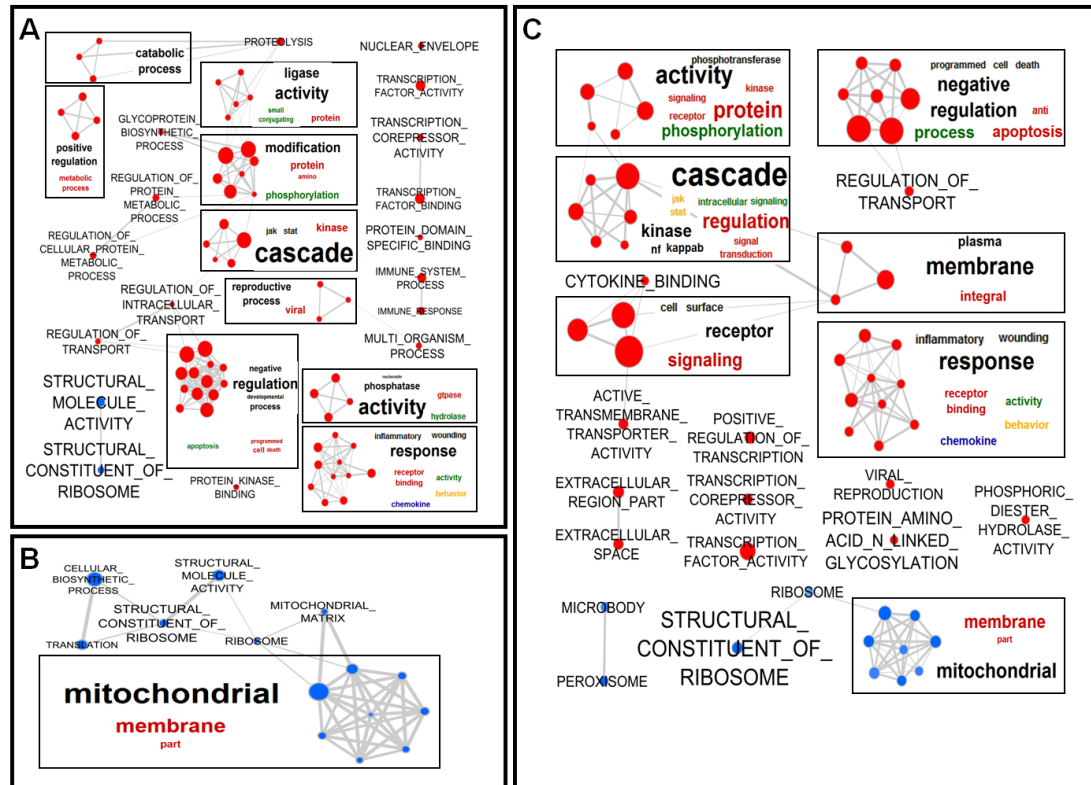 A
catabolic
process
PROTEOLYSIS
NUCLEAR_ENVELOPE
ligase
activity
small
conjugating
protein
TRANSCRIPTION_
FACTOR_ACTIVITY
positive
regulation
metabolic
process
GLYCOPROTEIN_
BIOSYNTHETIC_
PROCESS
TRANSCRIPTION_
COREPRESSOR_
ACTIVITY
modification
protein
amino
phosphorylation
REGULATION_OF_
PROTEIN_
METABOLIC_
PROCESS
TRANSCRIPTION_
FACTOR_BINDING
jak stat
kinase
cascade
PROTEIN_DOMAIN_
SPECIFIC_BINDING
REGULATION_OF_
CELLULAR_PROTEIN_
METABOLIC_
PROCESS
IMMUNE_SYSTEM_
PROCESS
REGULATION_OF_
INTRACELLULAR_
TRANSPORT
reproductive
process
viral
IMMUNE_RESPONSE
REGULATION_OF_
TRANSPORT
MULTI_ORGANISM_
PROCESS
negative
regulation
developmental
process
apoptosis
programmed
cell death
nucleoside
phosphatase
activity
gtpase
hydrolase
STRUCTURAL_
MOLECULE_
ACTIVITY
STRUCTURAL_
CONSTITUENT_OF_
RIBOSOME
inflammatory wounding
response
receptor
binding
activity
behavior
chemokine
PROTEIN_KINASE_
BINDING
B
CELLULAR_
BIOSYNTHETIC_
PROCESS
STRUCTURAL_
MOLECULE_
ACTIVITY
STRUCTURAL_
CONSTITUENT_OF_
RIBOSOME
MITOCHONDRIAL_
MATRIX
TRANSLATION
RIBOSOME
mitochondrial
membrane
part
C
phosphotransferase
activity
kinase
signaling
receptor
protein
phosphorylation
programmed cell death
negative
regulation
anti
process
apoptosis
cascade
jak
stat
intracellular signaling
regulation
kinase
nf kappab
signal
transduction
REGULATION_OF_
TRANSPORT
plasma
membrane
integral
CYTOKINE_BINDING
cell surface
receptor
signaling
inflammatory wounding
response
receptor
binding
activity
behavior
chemokine
ACTIVE_
TRANSMEMBRANE_
TRANSPORTER_
ACTIVITY
POSITIVE_
REGULATION_OF_
TRANSCRIPTION
EXTRACELLULAR_
REGION_PART
TRANSCRIPTION_
COREPRESSOR_
ACTIVITY
VIRAL_
REPRODUCTION
PHOSPHORIC_
DIESTER_
HYDROLASE_
ACTIVITY
EXTRACELLULAR_
SPACE
TRANSCRIPTION_
FACTOR_ACTIVITY
PROTEIN_AMINO_
ACID_N_LINKED_
GLYCOSYLATION
RIBOSOME
MICROBODY
STRUCTURAL_
CONSTITUENT_OF_
RIBOSOME
PEROXISOME
membrane
part
mitochondrial